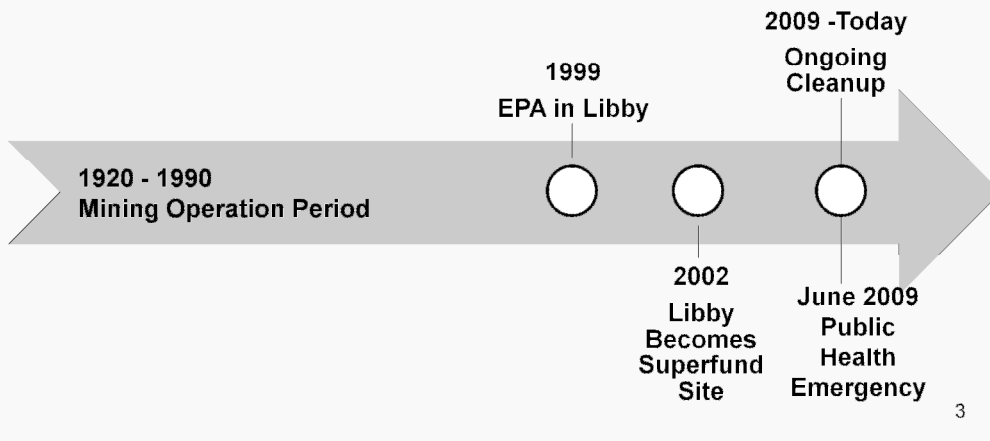 2009 -Today
Ongoing
Cleanup
1999
EPA in Libby
1920 - 1990
Mining Operation Period
2002
Libby
Becomes
Superfund
Site
June 2009
Public
Health
Emergency
3